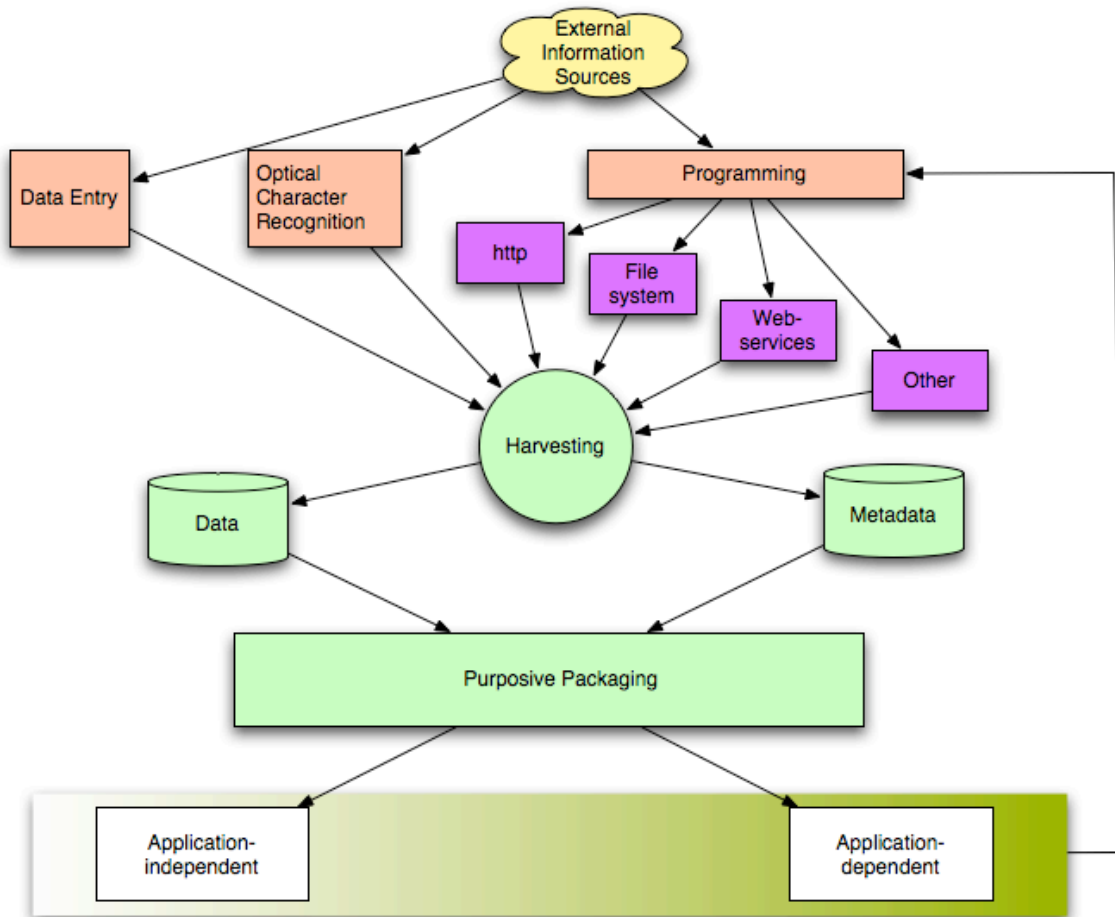 External
Information
Sources
Data Entry
Optical
Character
Recognition
Programming
http
File
system
Web-
services
Other
Harvesting
Data
Metadata
Purposive Packaging
Application-
independent
Application-
dependent